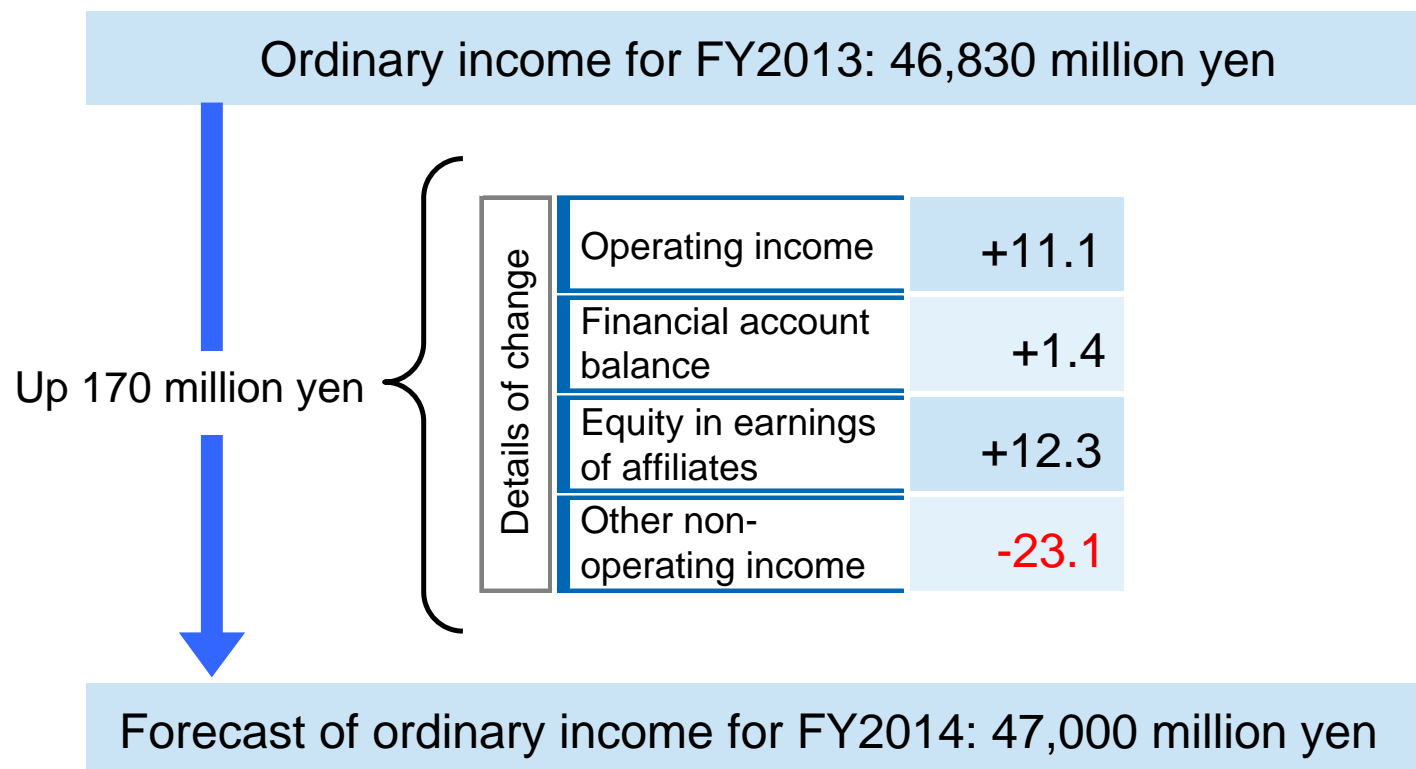 Ordinary income for FY2013: 46,830 million yen
Up 170 million yen
Details of change
Operating income +11.1
Financial account
balance +1.4
Equity in earnings
of affiliates +12.3
Other non-
operating income -23.1
Forecast of ordinary income for FY2014: 47,000 million yen